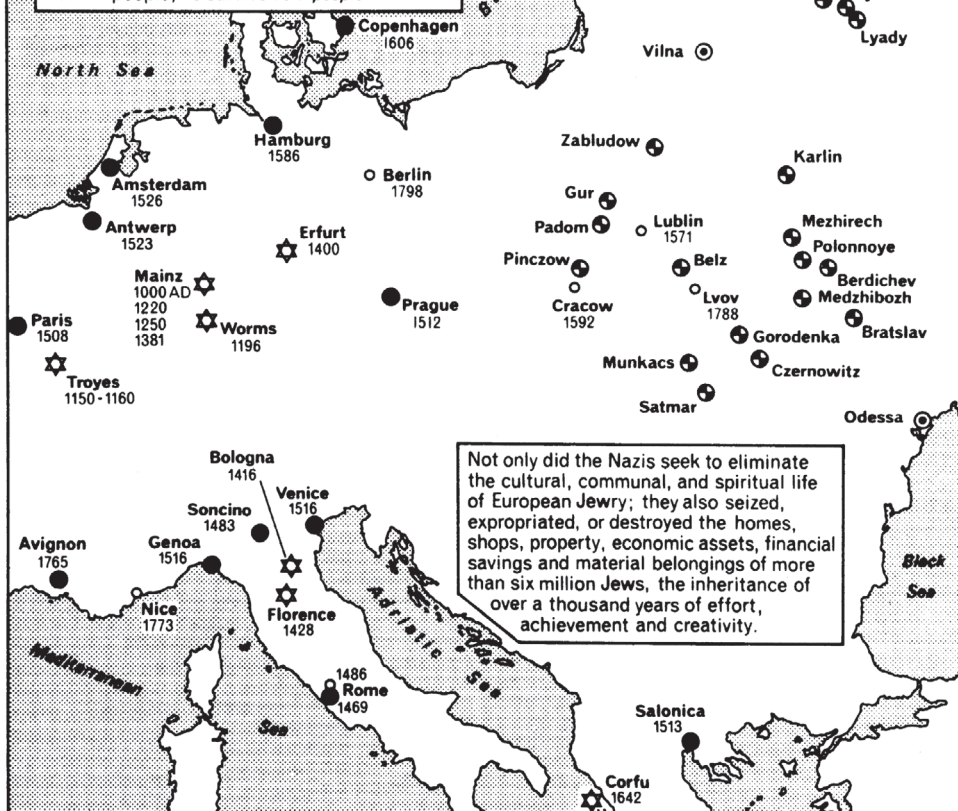 Copenhagen
1606
Lyady
North Sea
Vilna
Hamburg
1586
Zabludow
Karlin
Berlin
1798
Amsterdam
1526
Gur
Padom
Lublin
1571
Mezhirech
Antwerp
1523
Erfurt
1400
Polonnoye
Pinczow
Belz
Berdichev
Mainz
1000 AD
1220
1250
1381
Cracow
1592
Lvov
1788
Medzhibozh
Prague
1512
Paris
1508
Worms
1196
Bratslav
Gorodenka
Munkacs
Czernowitz
Troyes
1150-1160
Satmar
Odessa
Bologna
1416
Not only did the Nazis seek to eliminate
the cultural, communal, and spiritual life
of European Jewry; they also seized,
expropriated, or destroyed the homes,
shops, property, economic assets, financial
savings and material belongings of more
than six million Jews, the inheritance of
over a thousand years of effort,
achievement and creativity.
Venice
1516
Soncino
1483
Genoa
1516
Avignon
1765
Black
Sea
Nice
1773
Florence
1428
Adriatic
Sea
Mediterranean
Sea
1486
Rome
1469
Salonica
1513
Corfu
1642